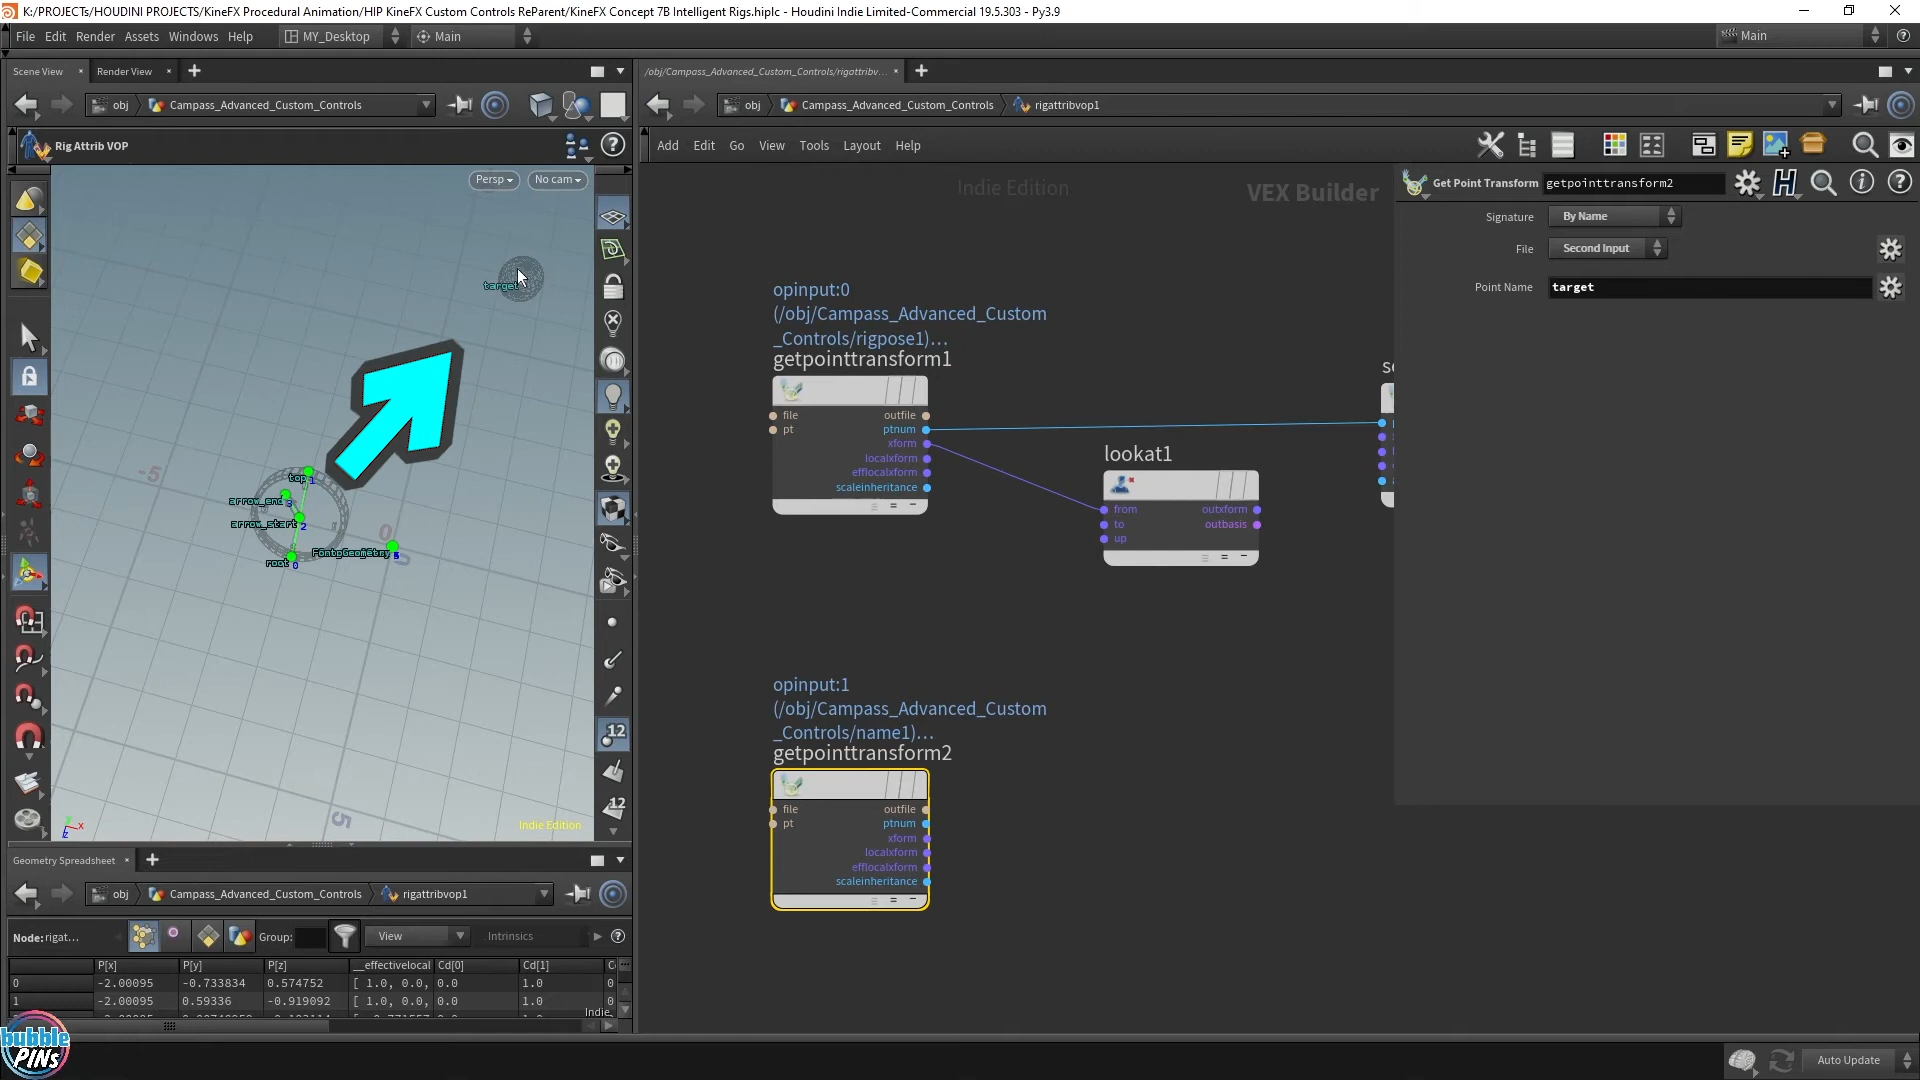 K:/PROJECTs/HOUDINI PROJECTS/KineFX Procedural Animation/HIP KineFX Custom Controls ReParent/KineFX Concept 7B Intelligent Rigs.hiplc - Houdini Indie Limited-Commercial 19.5.303 - Py3.9
File Edit Render Assets Windows Help MY_Desktop Main Main
Scene View Render View
/obj/Campass_Advanced_Custom_Controls/rigattribv...
obj Campass_Advanced_Custom_Controls
obj Campass_Advanced_Custom_Controls rigattribvop1
Rig Attrib VOP
Add Edit Go View Tools Layout Help
Persp No cam
Indie Edition
VEX Builder
Get Point Transform getpointtransform2
Signature By Name
File Second Input
Point Name target
target
-5
top 1
arrow_end
arrow_start 2
root 0
0
5
Indie Edition
12
12
opinput:0
(/obj/Campass_Advanced_Custom
_Controls/rigpose1)...
getpointtransform1
file outfile
pt ptnum
xform
localxform
efflocalxform
scaleinheritance
lookat1
from outxform
to outbasis
up
opinput:1
(/obj/Campass_Advanced_Custom
_Controls/name1)...
getpointtransform2
file outfile
pt ptnum
xform
localxform
efflocalxform
scaleinheritance
Geometry Spreadsheet
obj Campass_Advanced_Custom_Controls rigattribvop1
Node: rigat... Group: View Intrinsics
P[x] P[y] P[z] __effectivelocal Cd[0] Cd[1]
0 -2.00095 -0.733834 0.574752 [ 1.0, 0.0, 0.0 1.0 0
1 -2.00095 0.59336 -0.919092 [ 1.0, 0.0, 0.0 1.0 0
Indie
bubble
PINs
Auto Update